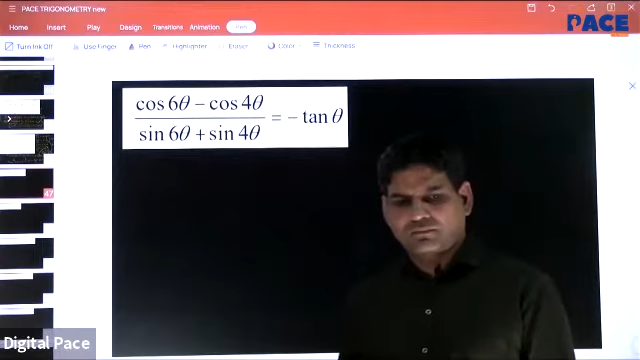 PACE TRIGONOMETRY new
Home Insert Play Design Transitions Animation Pen
PACE
Turn Ink Off Use Finger Pen Highlighter Eraser Color Thickness
cos 6θ − cos 4θ
sin 6θ + sin 4θ
= − tan θ
47
Digital Pace